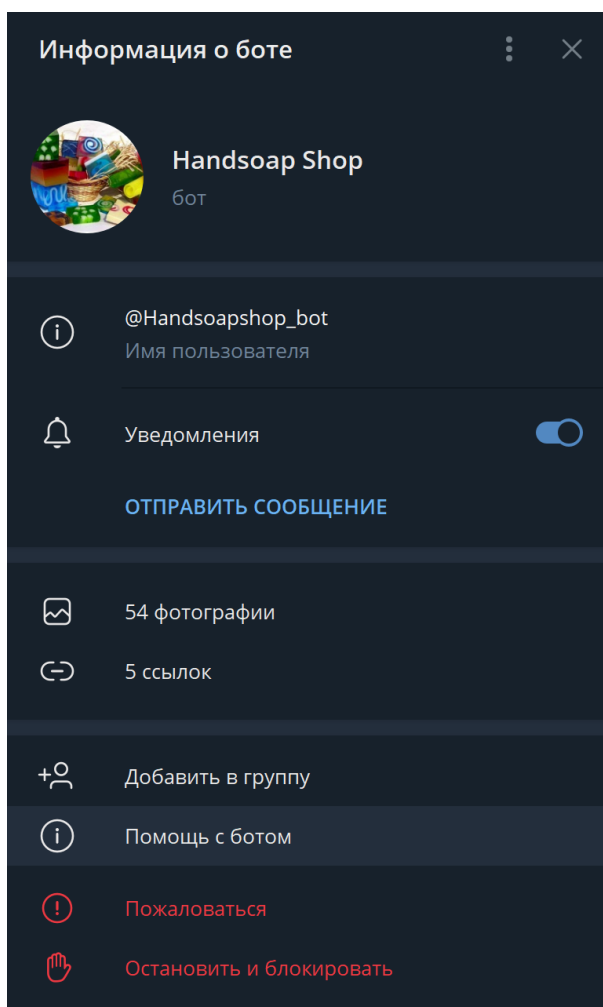 Информация о боте
Handsoap Shop
бот
@Handsoapshop_bot
Имя пользователя
Уведомления
ОТПРАВИТЬ СООБЩЕНИЕ
54 фотографии
5 ссылок
Добавить в группу
Помощь с ботом
Пожаловаться
Остановить и блокировать